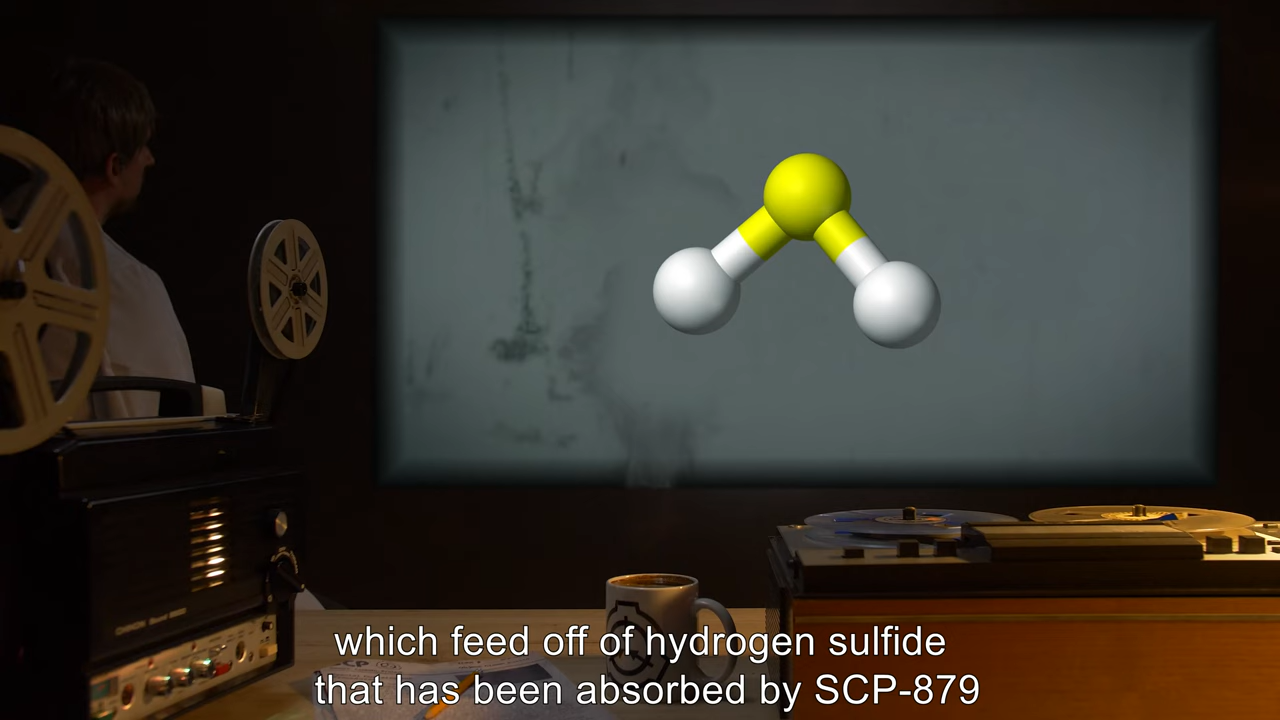 which feed off of hydrogen sulfide
that has been absorbed by SCP-879